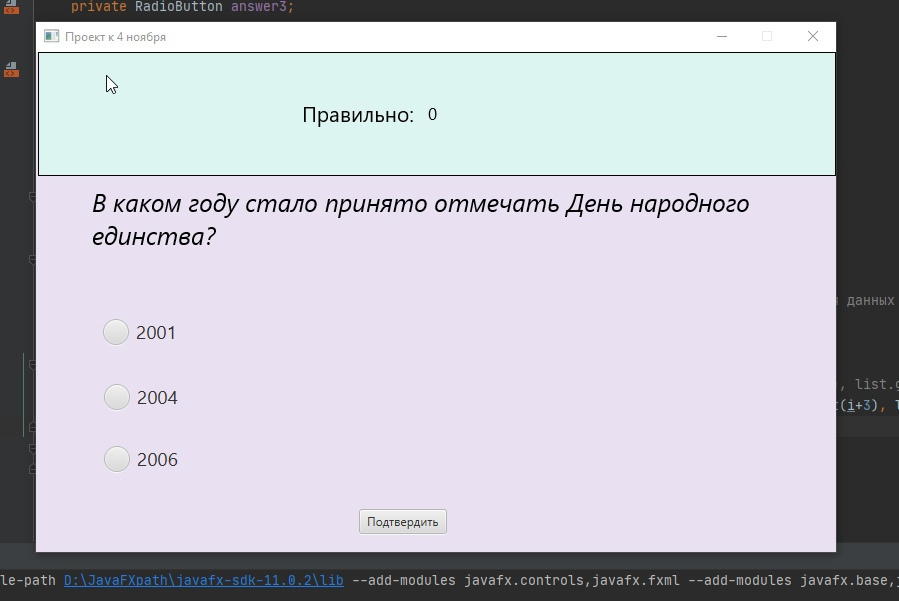 private RadioButton answer3;
Проект к 4 ноября
Правильно: 0
В каком году стало принято отмечать День народного
единства?
данных
2001
, list.g
2004
(i+3), l
2006
Подтвердить
le-path D:\JavaFXpath\javafx-sdk-11.0.2\lib --add-modules javafx.controls,javafx.fxml --add-modules javafx.base,j